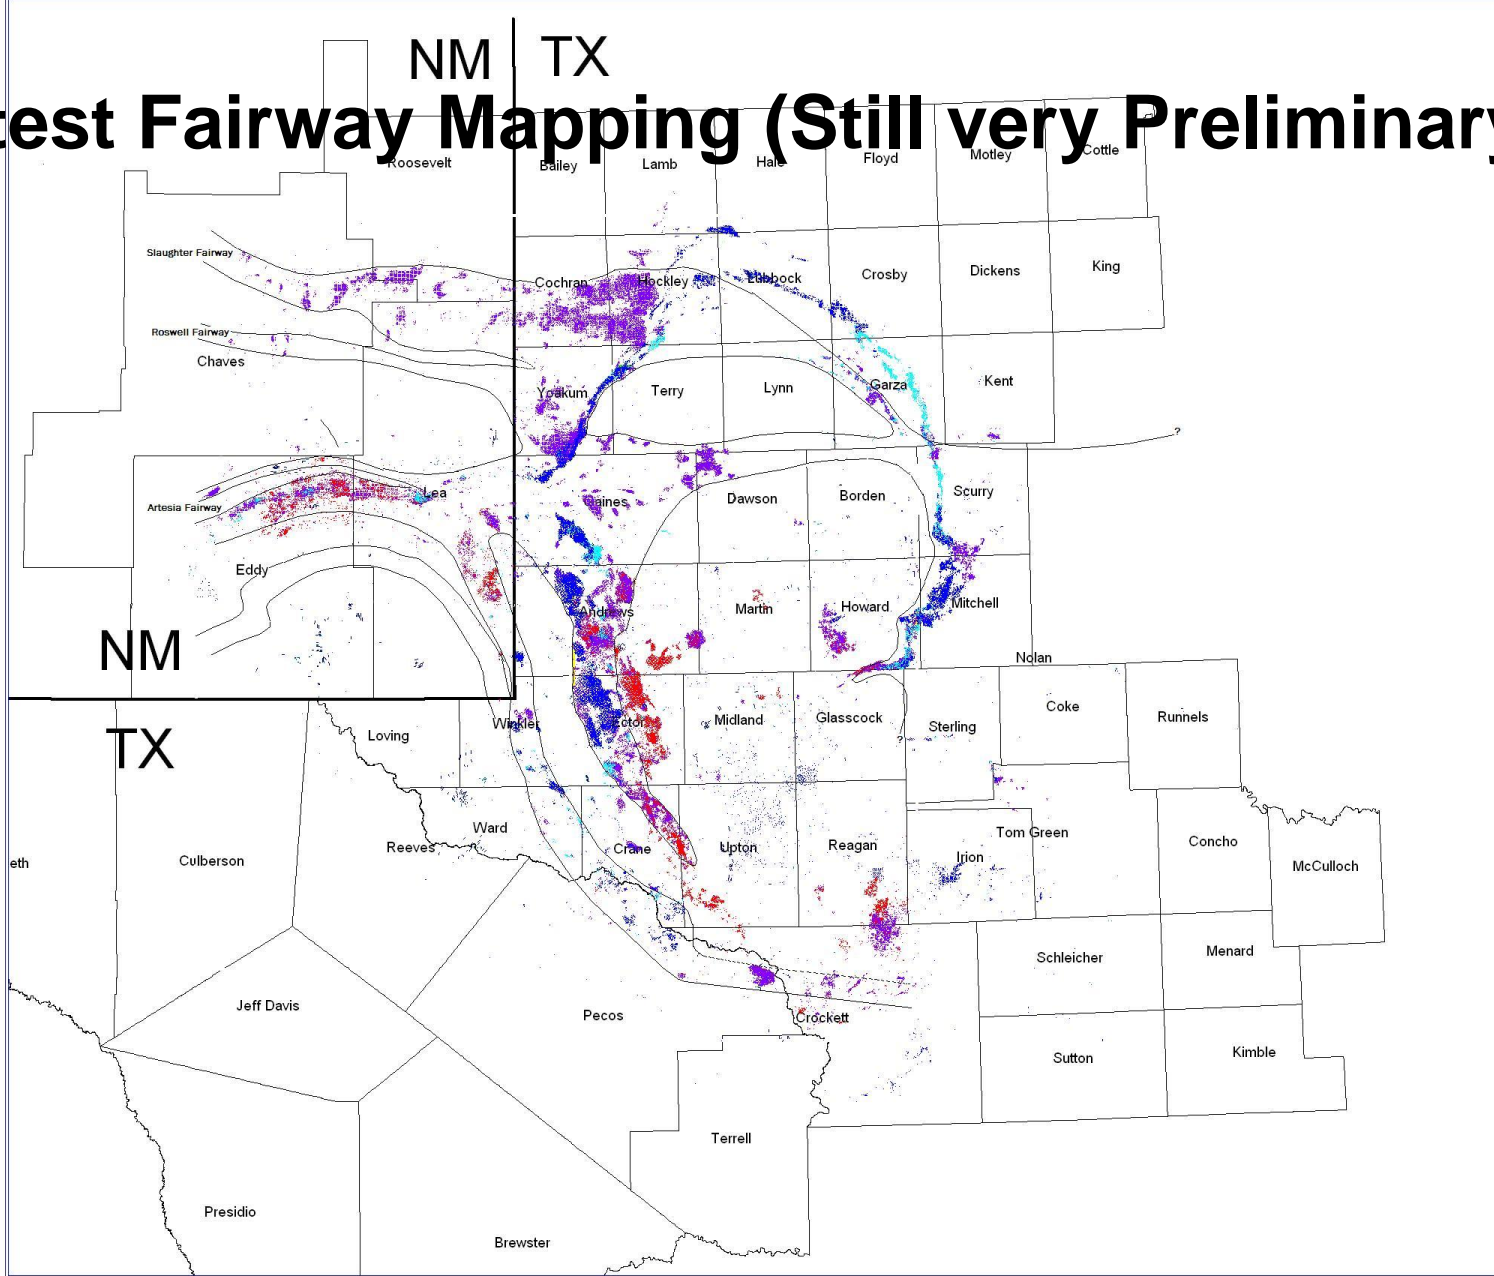 NM TX
test Fairway Mapping (Still very Preliminary
Roosevelt
Bailey
Lamb
Hale
Floyd
Motley
Cottle
Slaughter Fairway
Cochran
Hockley
Lubbock
Crosby
Dickens
King
Roswell Fairway
Chaves
Yoakum
Terry
Lynn
Garza
Kent
?
Lea
Artesia Fairway
Gaines
Dawson
Borden
Scurry
Eddy
Andrews
Martin
Howard
Mitchell
NM
Nolan
TX
Loving
Winkler
Ector
Midland
Glasscock
?
Sterling
Coke
Runnels
Ward
Reeves
Crane
Upton
Reagan
Tom Green
Irion
Concho
McCulloch
eth
Culberson
Schleicher
Menard
Jeff Davis
Pecos
Crockett
Sutton
Kimble
Terrell
Presidio
Brewster